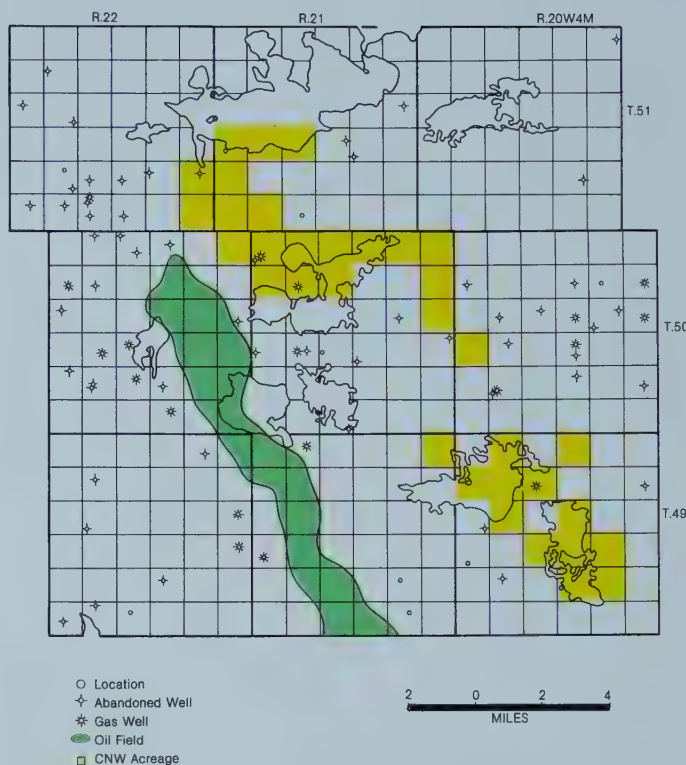 R.22 R.21 R.20W4M
T.51
T.50
T.49
Location
Abandoned Well
Gas Well
Oil Field
CNW Acreage
2 0 2 4
MILES